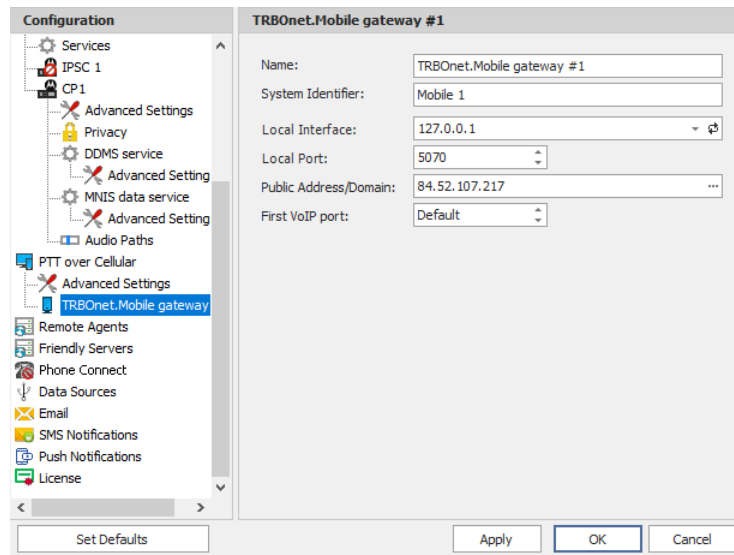 Configuration
Services
IPSC 1
CP1
Advanced Settings
Privacy
DDMS service
Advanced Setting
MNIS data service
Advanced Setting
Audio Paths
PTT over Cellular
Advanced Settings
TRBOnet.Mobile gateway
Remote Agents
Friendly Servers
Phone Connect
Data Sources
Email
SMS Notifications
Push Notifications
License
Set Defaults
TRBOnet.Mobile gateway #1
Name: TRBOnet.Mobile gateway #1
System Identifier: Mobile 1
Local Interface: 127.0.0.1
Local Port: 5070
Public Address/Domain: 84.52.107.217 ...
First VoIP port: Default
Apply OK Cancel